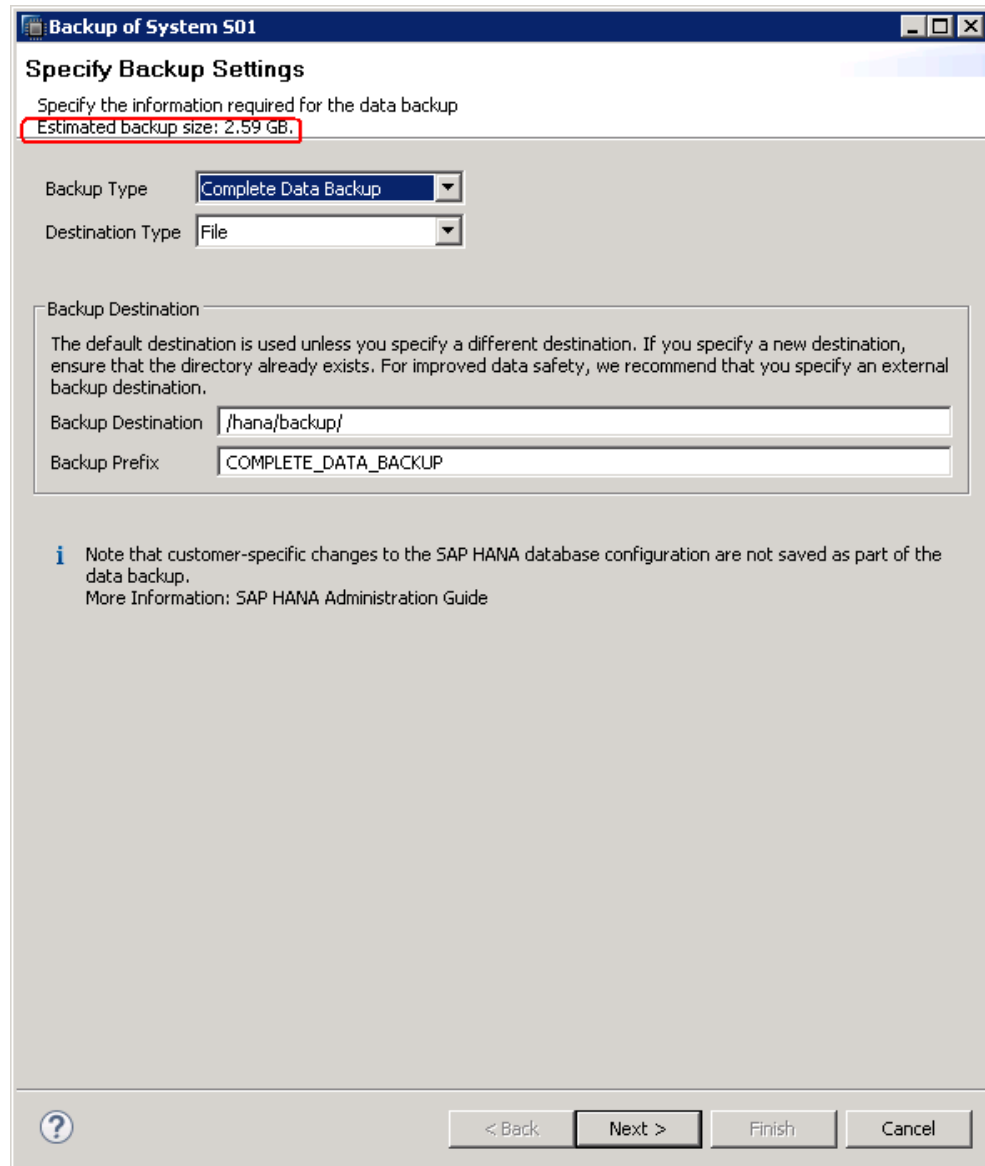 Backup of System S01
Specify Backup Settings
Specify the information required for the data backup
Estimated backup size: 2.59 GB.
Backup Type Complete Data Backup
Destination Type File
Backup Destination
The default destination is used unless you specify a different destination. If you specify a new destination,
ensure that the directory already exists. For improved data safety, we recommend that you specify an external
backup destination.
Backup Destination /hana/backup/
Backup Prefix COMPLETE_DATA_BACKUP
i Note that customer-specific changes to the SAP HANA database configuration are not saved as part of the
data backup.
More Information: SAP HANA Administration Guide
? < Back Next > Finish Cancel